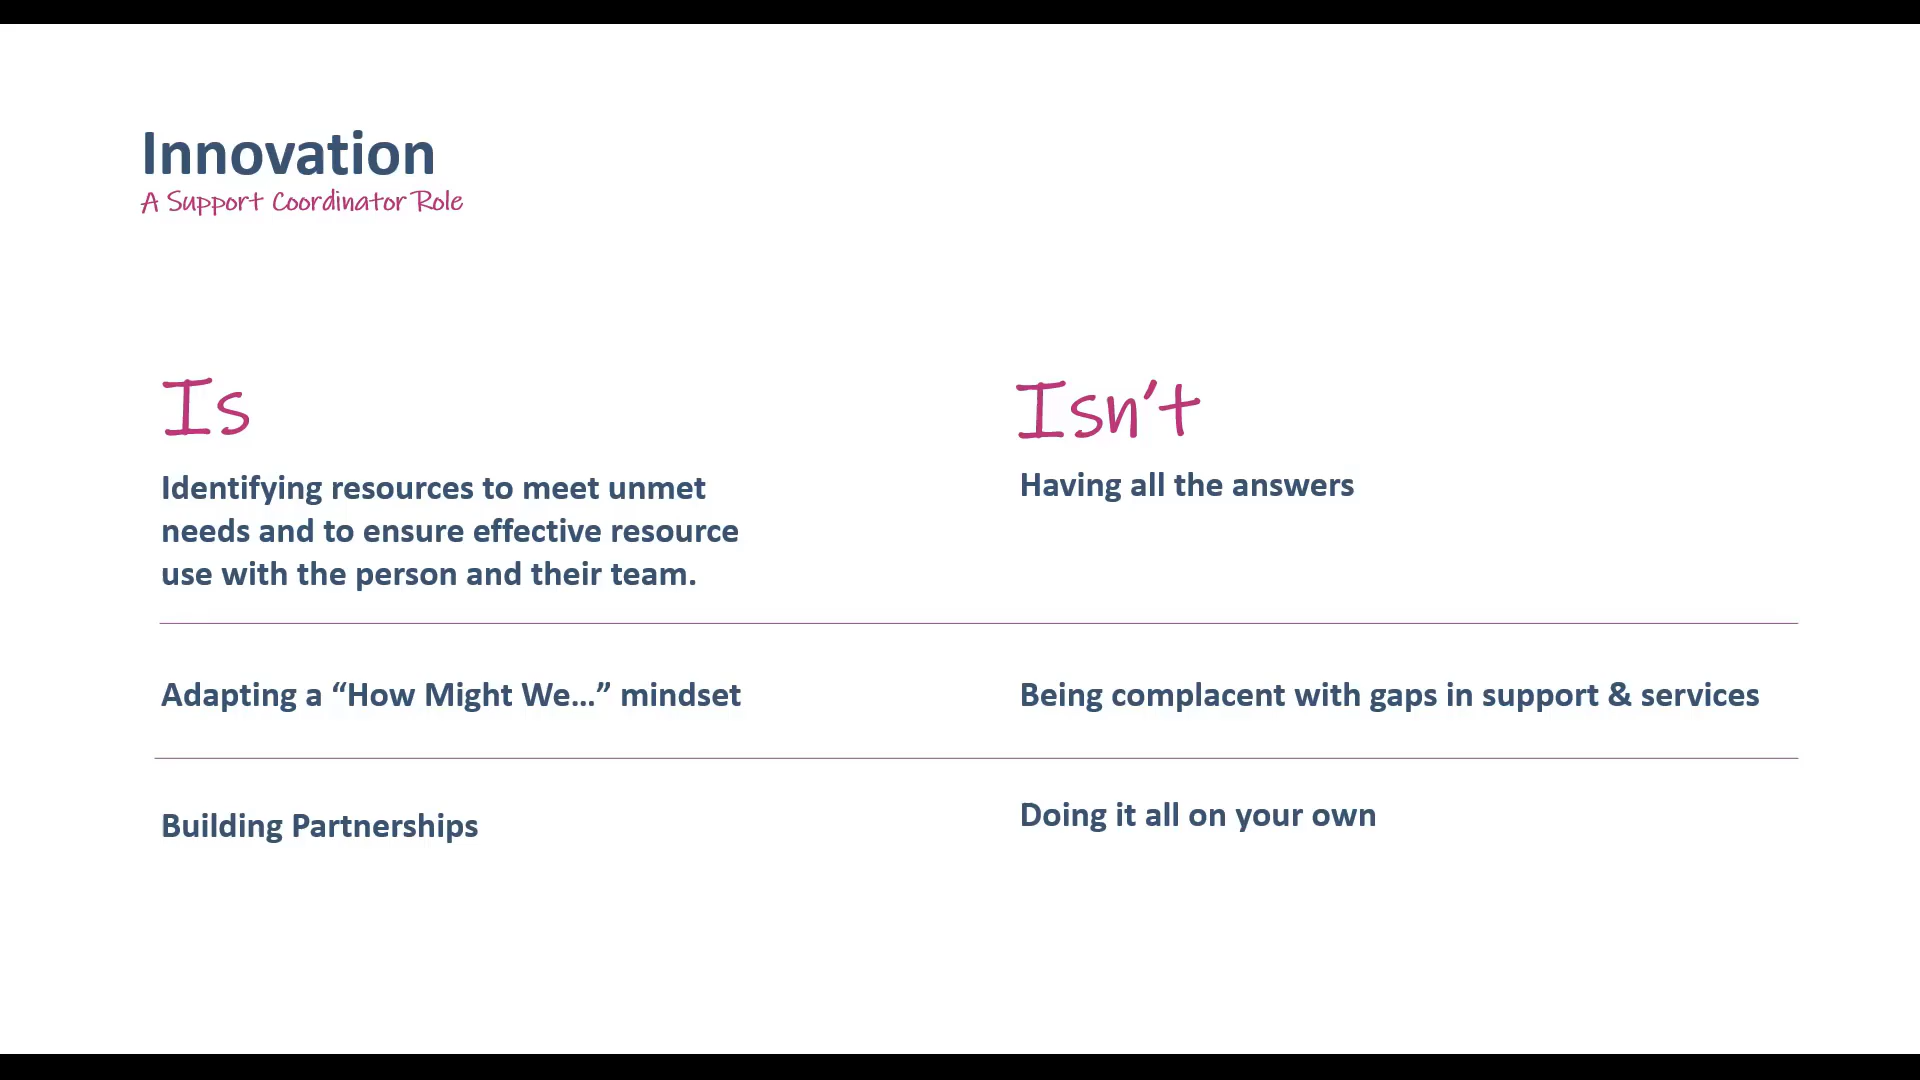 Innovation
A Support Coordinator Role
Is
Isn't
Identifying resources to meet unmet
needs and to ensure effective resource
use with the person and their team.
Having all the answers
Adapting a “How Might We…” mindset
Being complacent with gaps in support & services
Building Partnerships
Doing it all on your own